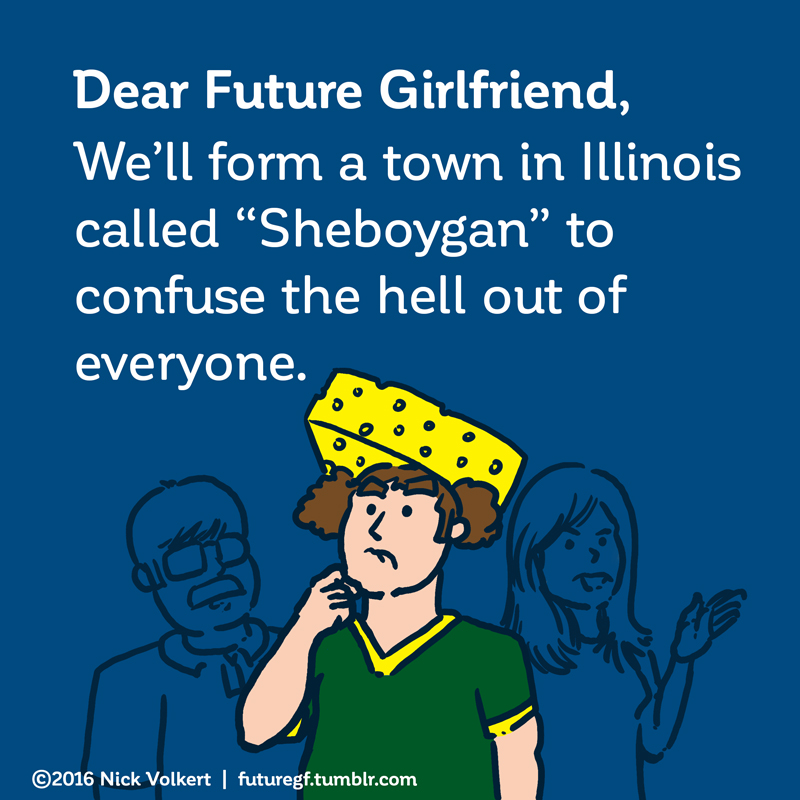 Dear Future Girlfriend,
We’ll form a town in Illinois
called “Sheboygan” to
confuse the hell out of
everyone.
©2016 Nick Volkert | futuregf.tumblr.com